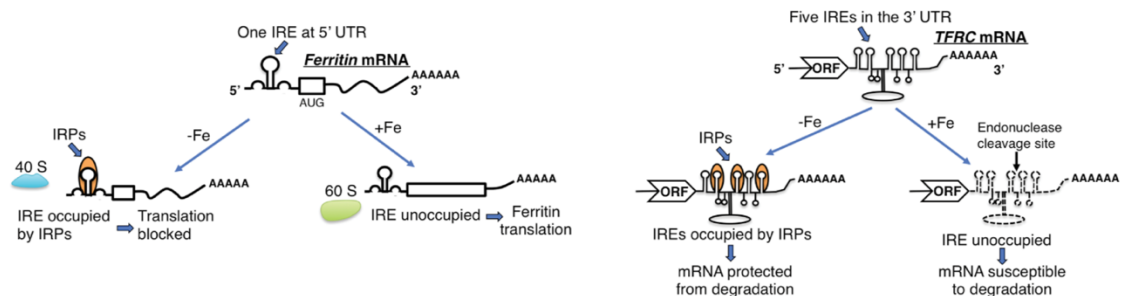 One IRE at 5' UTR
Ferritin mRNA
AAAAAA
5'
3'
AUG
-Fe
+Fe
IRPs
40 S
AAAAA
IRE occupied
by IRPs
Translation
blocked
60 S
AAAAA
IRE unoccupied
Ferritin
translation
Five IREs in the 3' UTR
TFRC mRNA
AAAAAA
5'
ORF
3'
-Fe
+Fe
IRPs
Endonuclease
cleavage site
ORF
AAAAAA
IREs occupied by IRPs
mRNA protected
from degradation
ORF
AAAAAA
IRE unoccupied
mRNA susceptible
to degradation